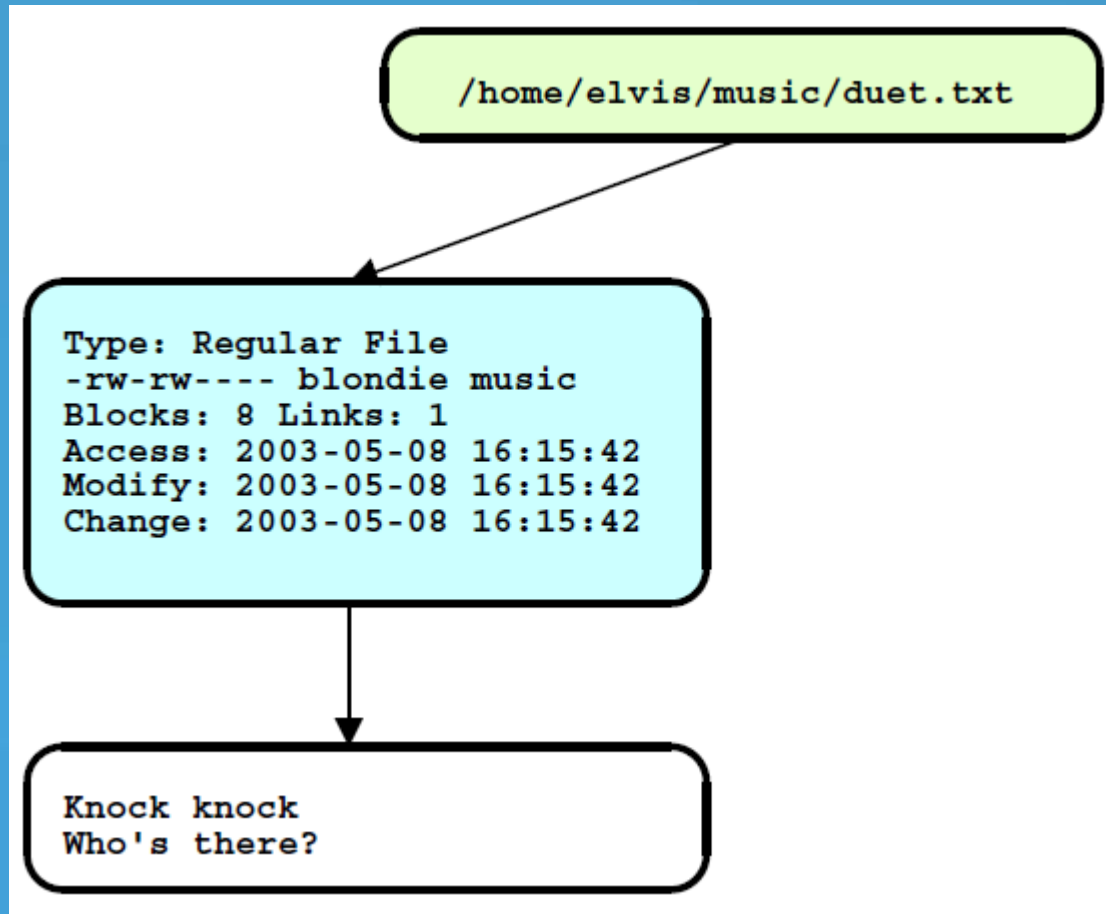 /home/elvis/music/duet.txt
Type: Regular File
-rw-rw---- blondie music
Blocks: 8 Links: 1
Access: 2003-05-08 16:15:42
Modify: 2003-05-08 16:15:42
Change: 2003-05-08 16:15:42
Knock knock
Who's there?